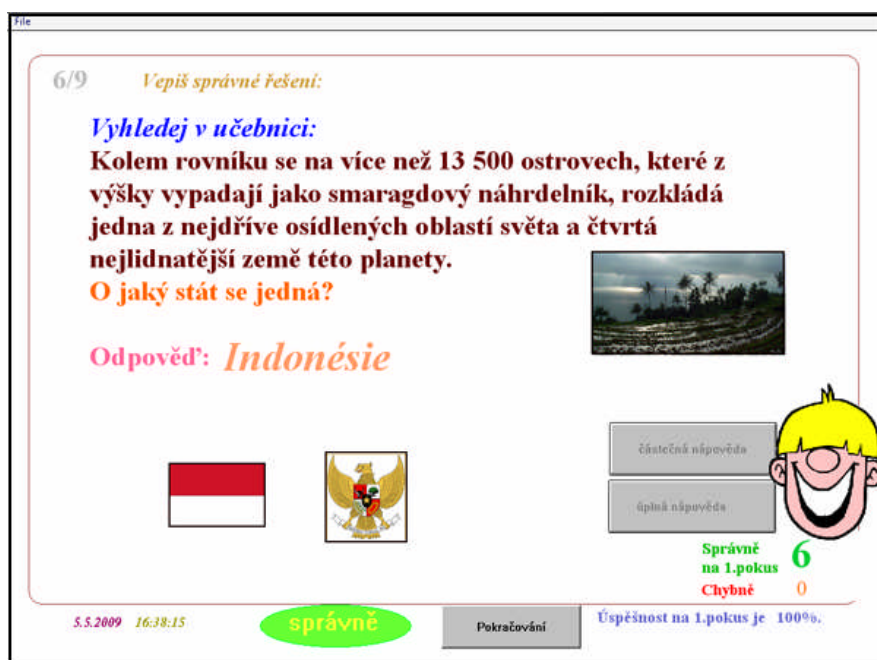 File
6/9 Vepiš správné řešení:
Vyhledej v učebnici:
Kolem rovníku se na více než 13 500 ostrovech, které z
výšky vypadají jako smaragdový náhrdelník, rozkládá
jedna z nejdříve osídlených oblastí světa a čtvrtá
nejlidnatější země této planety.
O jaký stát se jedná?
Odpověď: Indonésie
částečná nápověda
úplná nápověda
Správně
na 1.pokus 6
Chybně 0
5.5.2009 16:38:15 správně Pokračování Úspěšnost na 1.pokus je 100%.